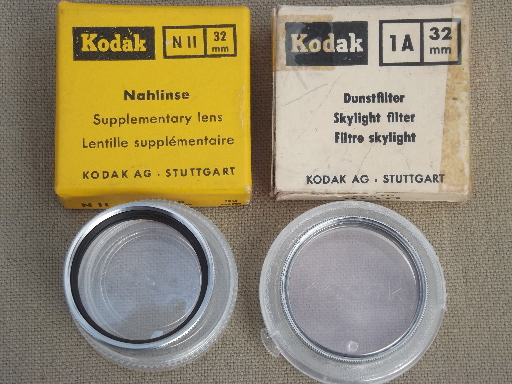 Kodak N II 32 mm
Nahlinse
Supplementary lens
Lentille supplémentaire
KODAK AG · STUTTGART
N II
Kodak 1A 32 mm
Dunstfilter
Skylight filter
Filtre skylight
KODAK AG · STUTTGART